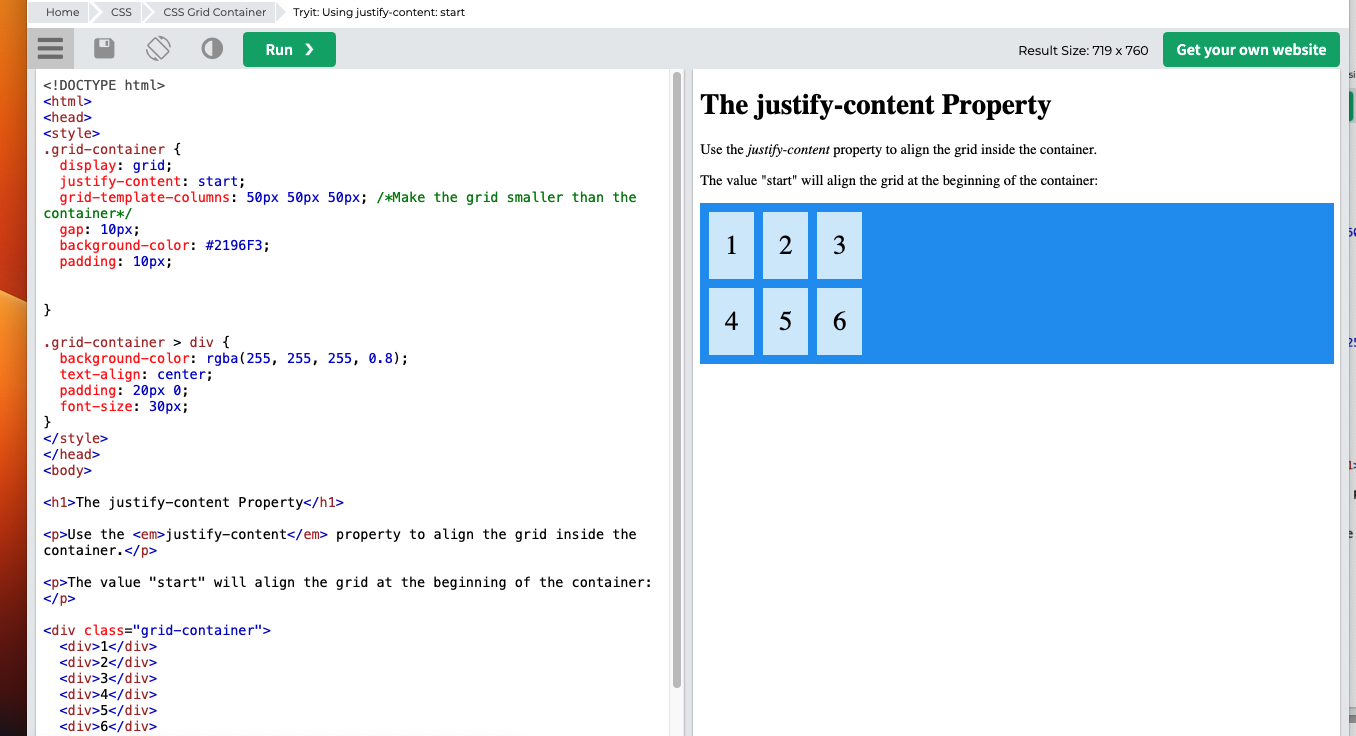 Home CSS CSS Grid Container Tryit: Using justify-content: start
Run ❯ Result Size: 719 x 760 Get your own website
<!DOCTYPE html>
<html>
<head>
<style>
.grid-container {
  display: grid;
  justify-content: start;
  grid-template-columns: 50px 50px 50px; /*Make the grid smaller than the
container*/
  gap: 10px;
  background-color: #2196F3;
  padding: 10px;
}
.grid-container > div {
  background-color: rgba(255, 255, 255, 0.8);
  text-align: center;
  padding: 20px 0;
  font-size: 30px;
}
</style>
</head>
<body>
<h1>The justify-content Property</h1>
<p>Use the <em>justify-content</em> property to align the grid inside the
container.</p>
<p>The value "start" will align the grid at the beginning of the container:
</p>
<div class="grid-container">
  <div>1</div>
  <div>2</div>
  <div>3</div>
  <div>4</div>
  <div>5</div>
  <div>6</div>
The justify-content Property
Use the justify-content property to align the grid inside the container.
The value "start" will align the grid at the beginning of the container:
1 2 3
4 5 6